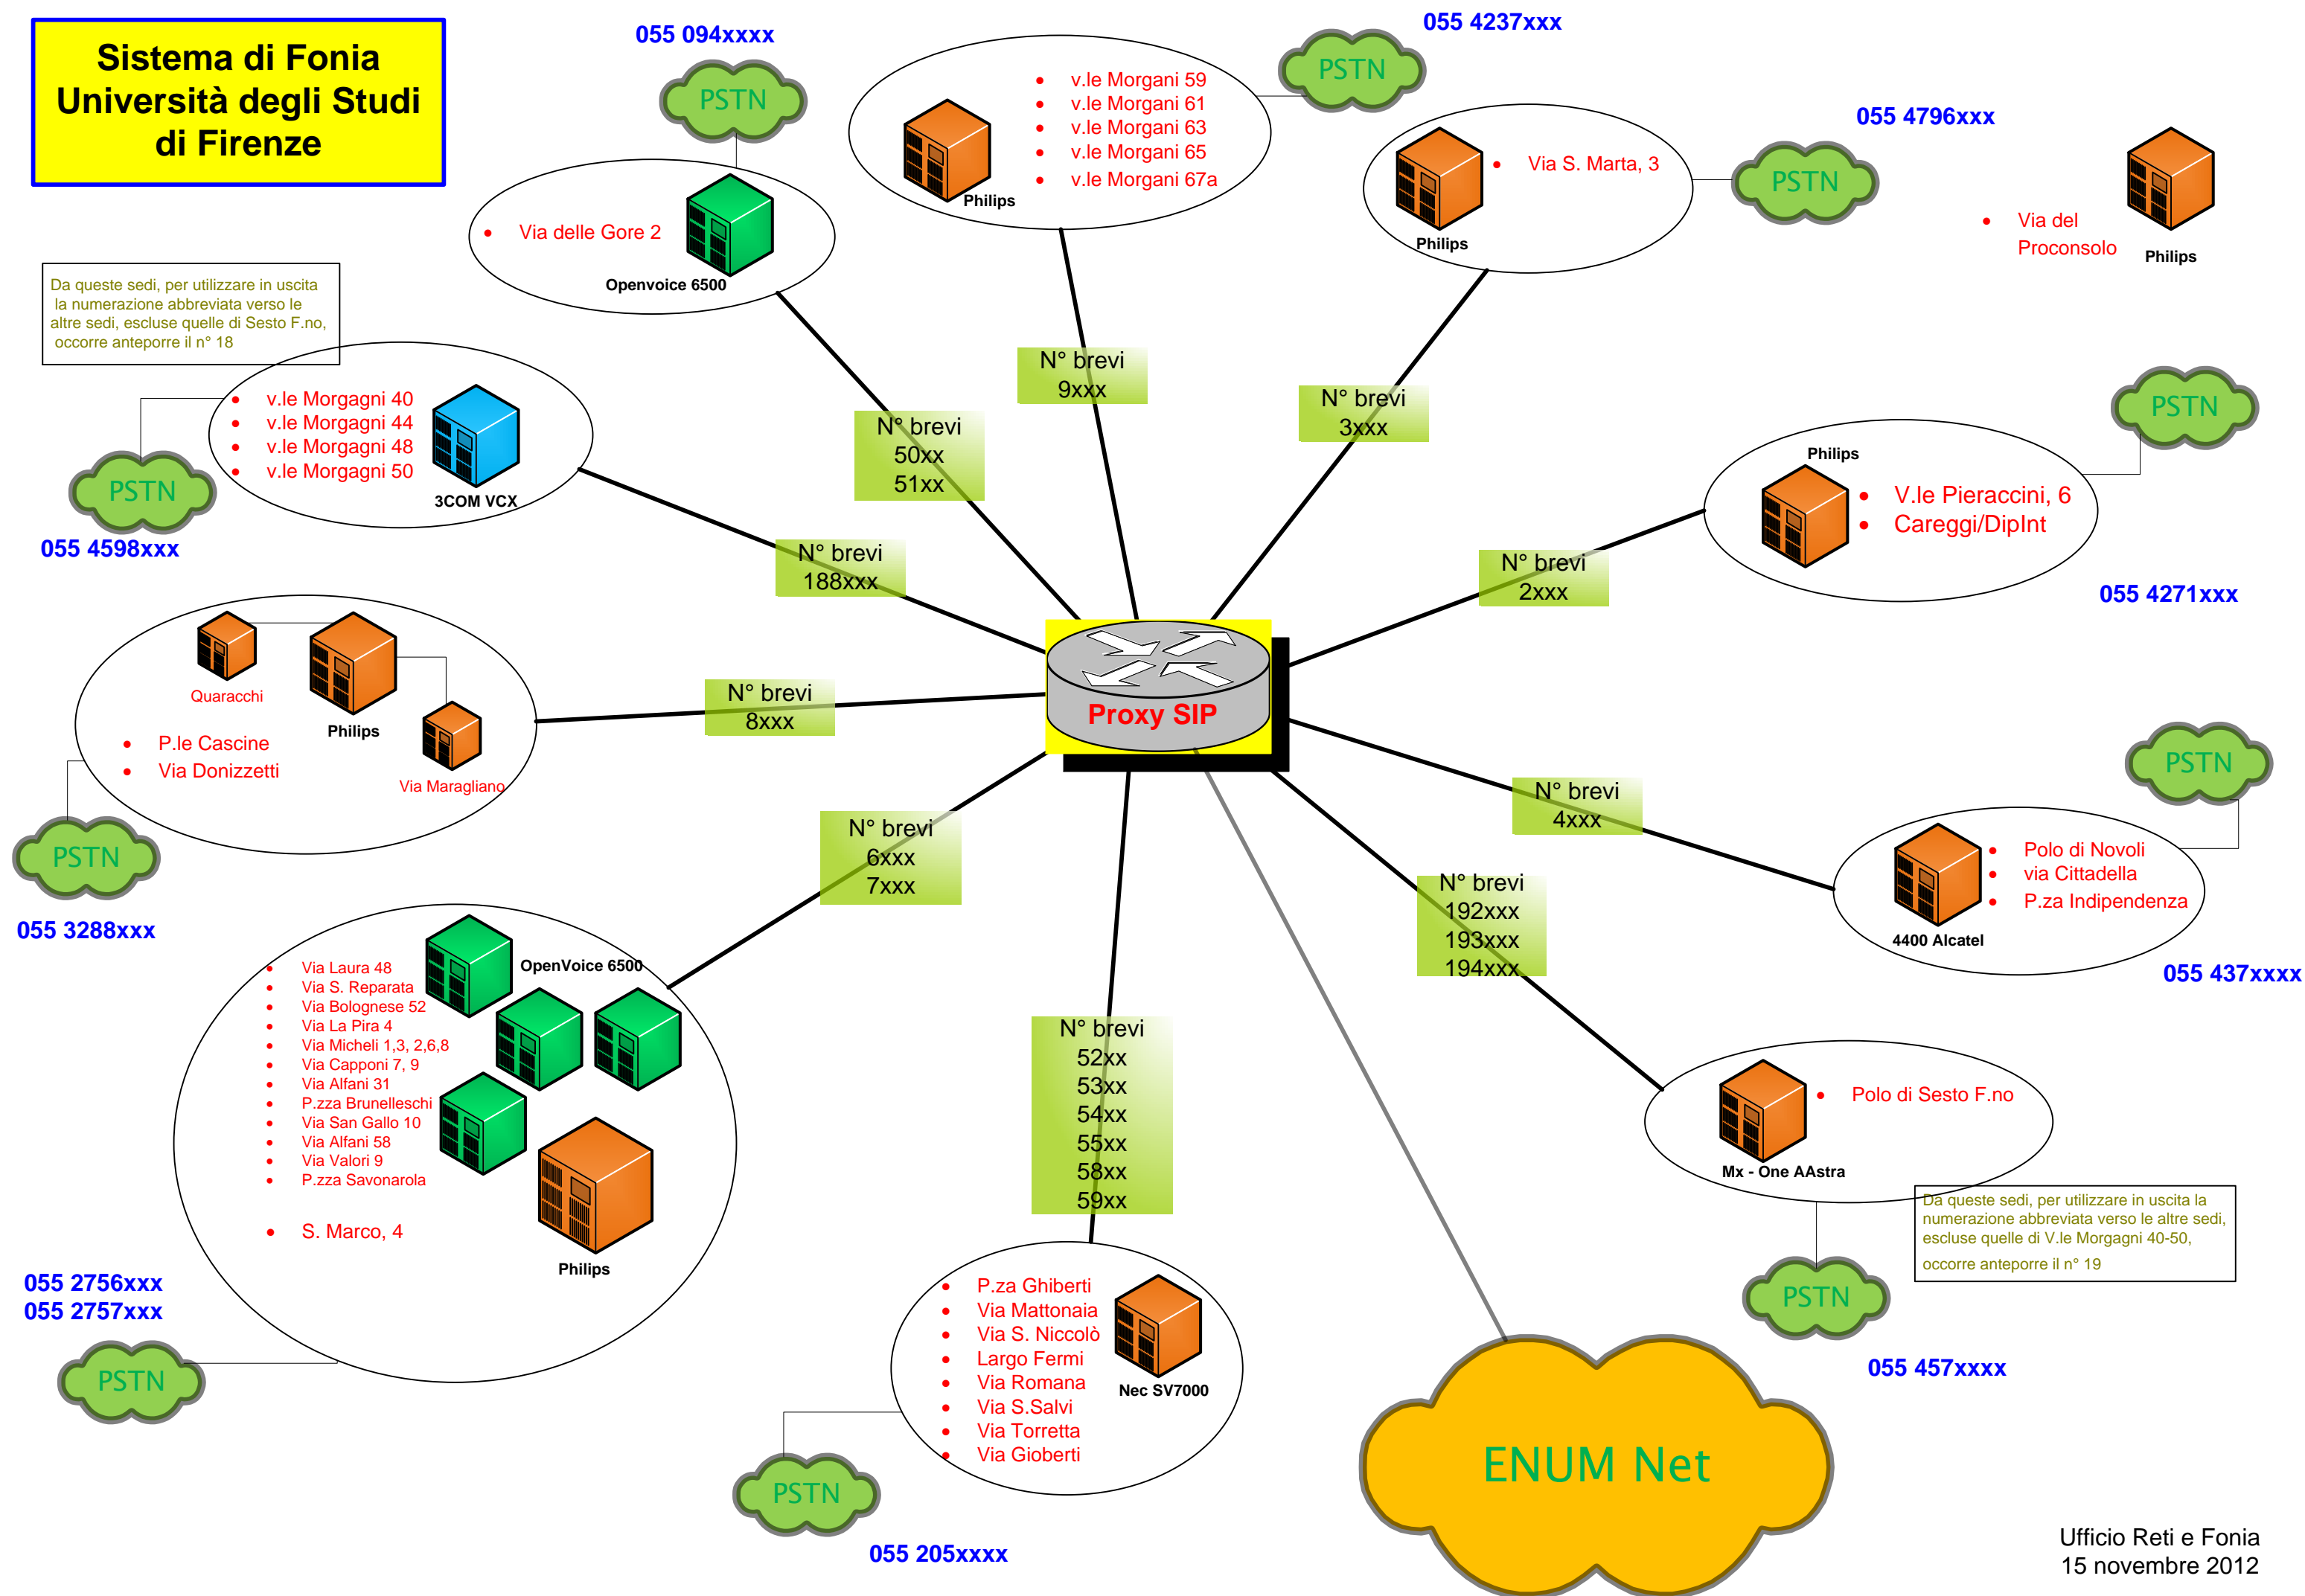 Sistema di Fonia
Università degli Studi
di Firenze
055 094xxxx
PSTN
Via delle Gore 2
Openvoice 6500
N° brevi
50xx
51xx
055 4237xxx
PSTN
v.le Morgani 59
v.le Morgani 61
v.le Morgani 63
v.le Morgani 65
v.le Morgani 67a
Philips
N° brevi
9xxx
055 4796xxx
PSTN
Via S. Marta, 3
Philips
N° brevi
3xxx
Via del
Proconsolo
Philips
Da queste sedi, per utilizzare in uscita
la numerazione abbreviata verso le
altre sedi, escluse quelle di Sesto F.no,
occorre anteporre il n° 18
v.le Morgagni 40
v.le Morgagni 44
v.le Morgagni 48
v.le Morgagni 50
3COM VCX
PSTN
055 4598xxx
N° brevi
188xxx
PSTN
Philips
V.le Pieraccini, 6
Careggi/DipInt
055 4271xxx
N° brevi
2xxx
Quaracchi
Philips
Via Maragliano
P.le Cascine
Via Donizzetti
PSTN
055 3288xxx
N° brevi
8xxx
Proxy SIP
PSTN
Polo di Novoli
via Cittadella
P.za Indipendenza
4400 Alcatel
055 437xxxx
N° brevi
4xxx
N° brevi
6xxx
7xxx
OpenVoice 6500
Via Laura 48
Via S. Reparata
Via Bolognese 52
Via La Pira 4
Via Micheli 1,3, 2,6,8
Via Capponi 7, 9
Via Alfani 31
P.zza Brunelleschi
Via San Gallo 10
Via Alfani 58
Via Valori 9
P.zza Savonarola
S. Marco, 4
Philips
055 2756xxx
055 2757xxx
PSTN
N° brevi
52xx
53xx
54xx
55xx
58xx
59xx
P.za Ghiberti
Via Mattonaia
Via S. Niccolò
Largo Fermi
Via Romana
Via S.Salvi
Via Torretta
Via Gioberti
Nec SV7000
PSTN
055 205xxxx
N° brevi
192xxx
193xxx
194xxx
Polo di Sesto F.no
Mx - One AAstra
Da queste sedi, per utilizzare in uscita la
numerazione abbreviata verso le altre sedi,
escluse quelle di V.le Morgagni 40-50,
occorre anteporre il n° 19
PSTN
055 457xxxx
ENUM Net
Ufficio Reti e Fonia
15 novembre 2012